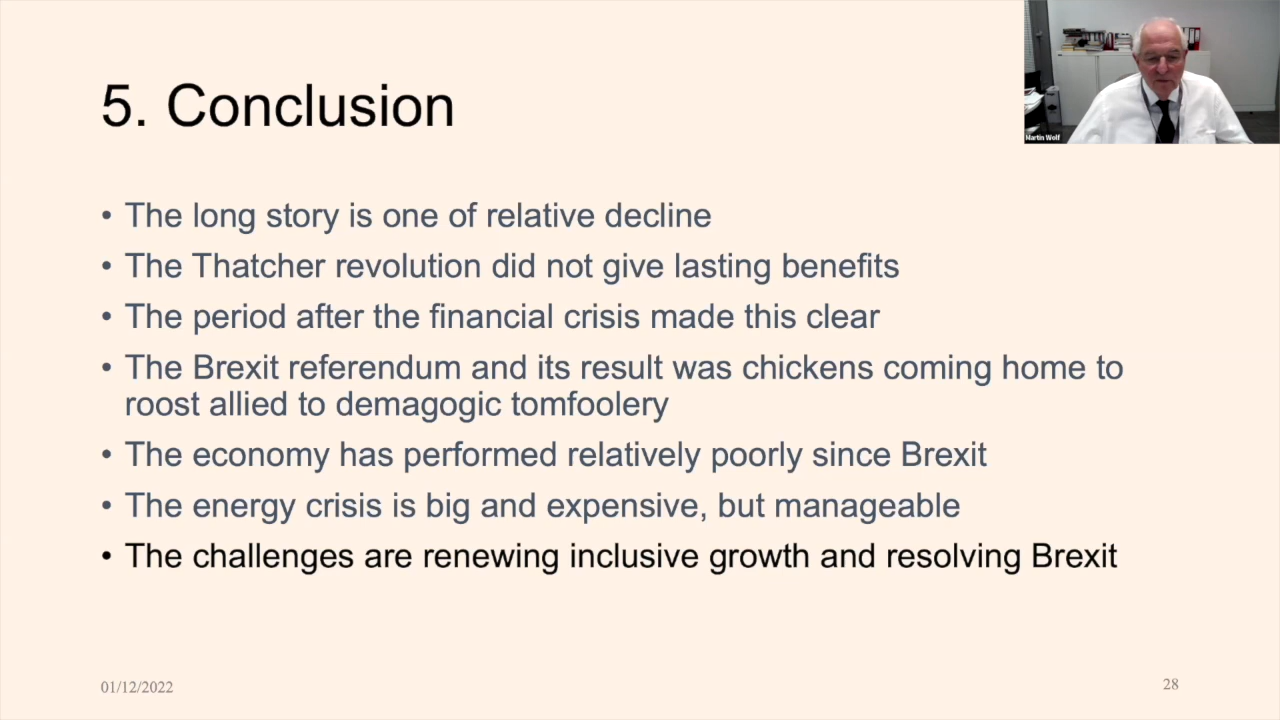 5. Conclusion
Martin Wolf
• The long story is one of relative decline
• The Thatcher revolution did not give lasting benefits
• The period after the financial crisis made this clear
• The Brexit referendum and its result was chickens coming home to
roost allied to demagogic tomfoolery
• The economy has performed relatively poorly since Brexit
• The energy crisis is big and expensive, but manageable
• The challenges are renewing inclusive growth and resolving Brexit
01/12/2022
28